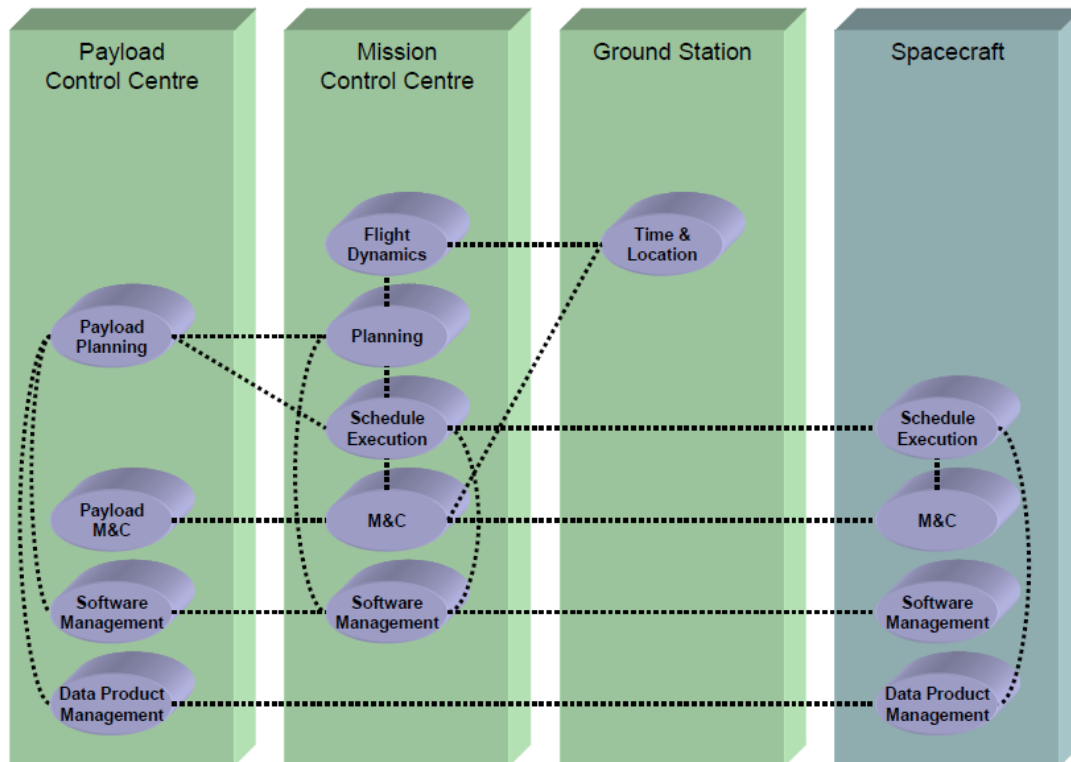 Payload
Control Centre
Mission
Control Centre
Ground Station
Spacecraft
Flight
Dynamics
Time &
Location
Payload
Planning
Planning
Schedule
Execution
Schedule
Execution
Payload
M&C
M&C
M&C
Software
Management
Software
Management
Software
Management
Data Product
Management
Data Product
Management